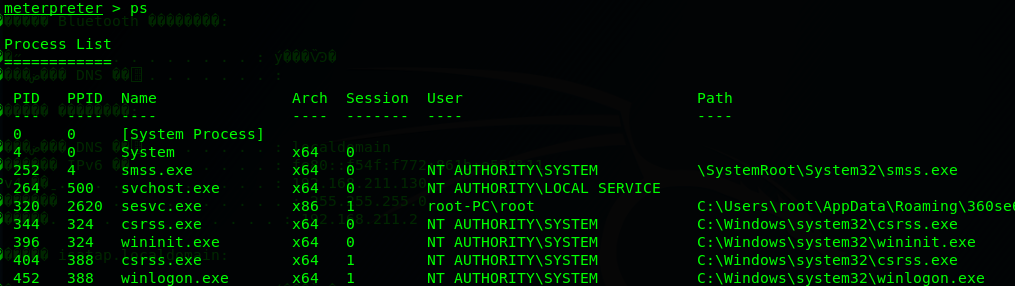 meterpreter > ps
Process List
============
PID PPID Name Arch Session User Path
--- ---- ---- ---- ------- ---- ----
0 0 [System Process]
4 0 System x64 0
252 4 smss.exe x64 0 NT AUTHORITY\SYSTEM \SystemRoot\System32\smss.exe
264 500 svchost.exe x64 0 NT AUTHORITY\LOCAL SERVICE
320 2620 sesvc.exe x86 1 root-PC\root C:\Users\root\AppData\Roaming\360se6
344 324 csrss.exe x64 0 NT AUTHORITY\SYSTEM C:\Windows\system32\csrss.exe
396 324 wininit.exe x64 0 NT AUTHORITY\SYSTEM C:\Windows\system32\wininit.exe
404 388 csrss.exe x64 1 NT AUTHORITY\SYSTEM C:\Windows\system32\csrss.exe
452 388 winlogon.exe x64 1 NT AUTHORITY\SYSTEM C:\Windows\system32\winlogon.exe